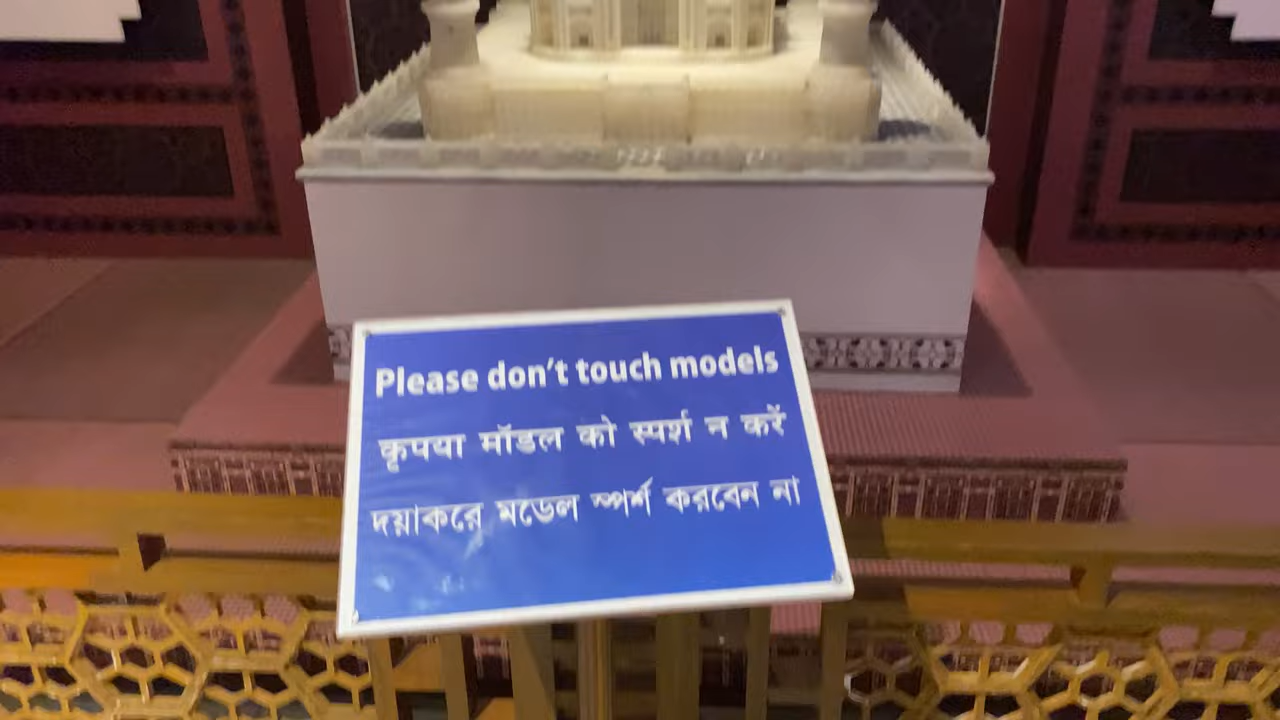 Please don't touch models
कृपया मॉडल को स्पर्श न करें
দয়াকরে মডেল স্পর্শ করবেন না